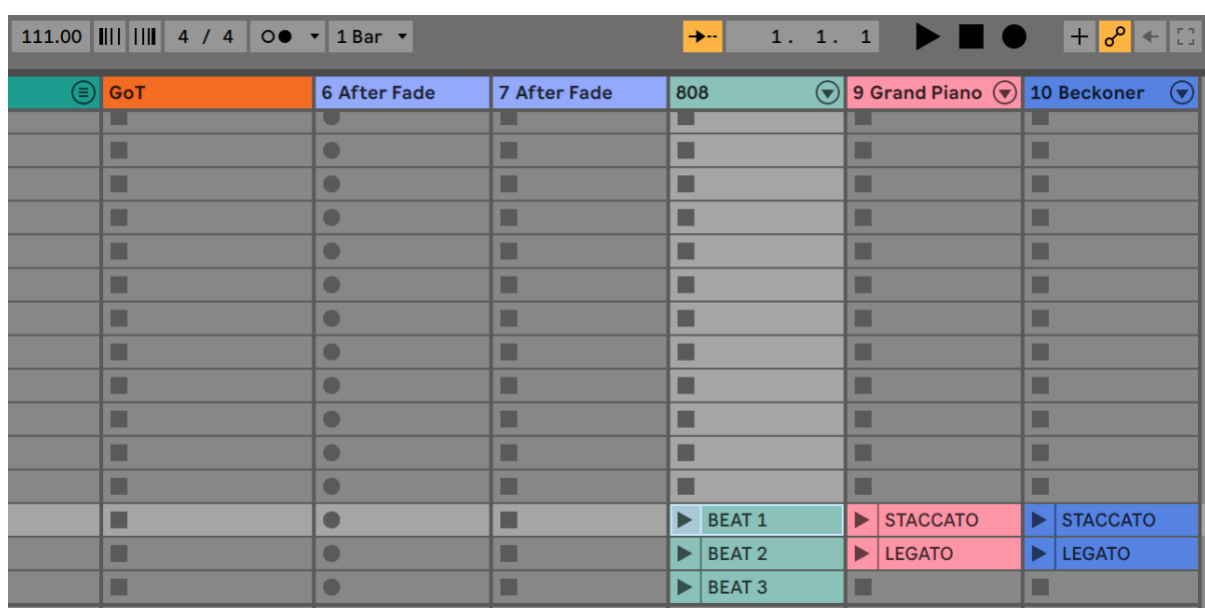 111.00 4 / 4 1 Bar 1. 1. 1
GoT 6 After Fade 7 After Fade 808 9 Grand Piano 10 Beckoner
BEAT 1 STACCATO STACCATO
BEAT 2 LEGATO LEGATO
BEAT 3